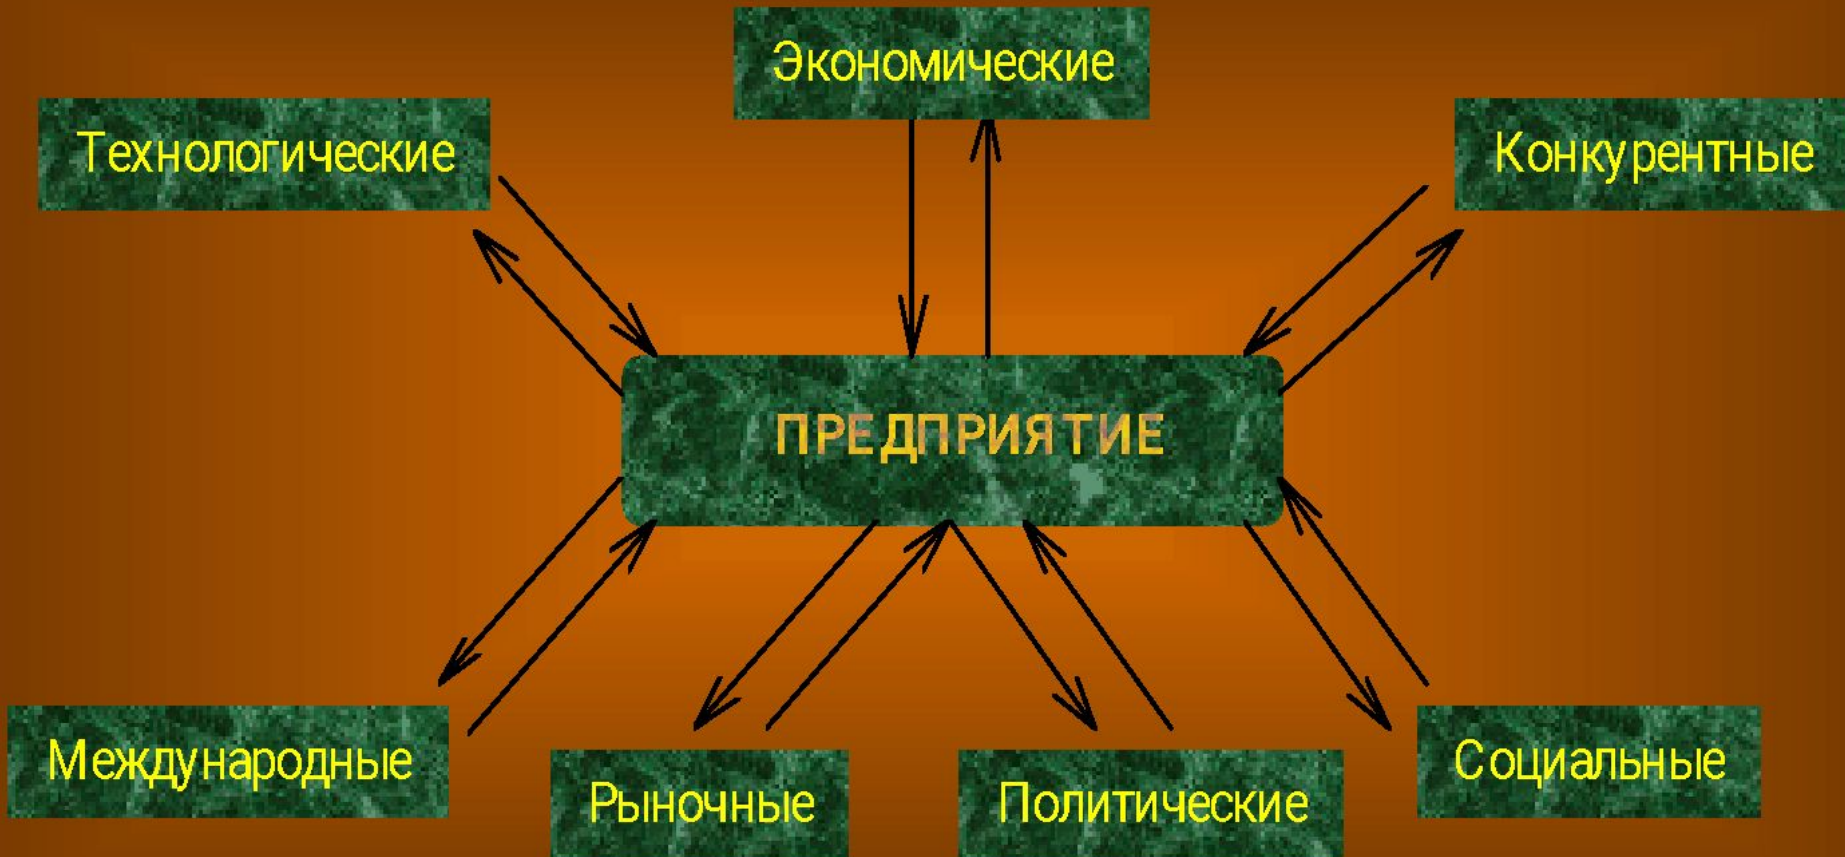 Экономические
Технологические
Конкурентные
ПРЕДПРИЯТИЕ
Международные
Рыночные
Политические
Социальные